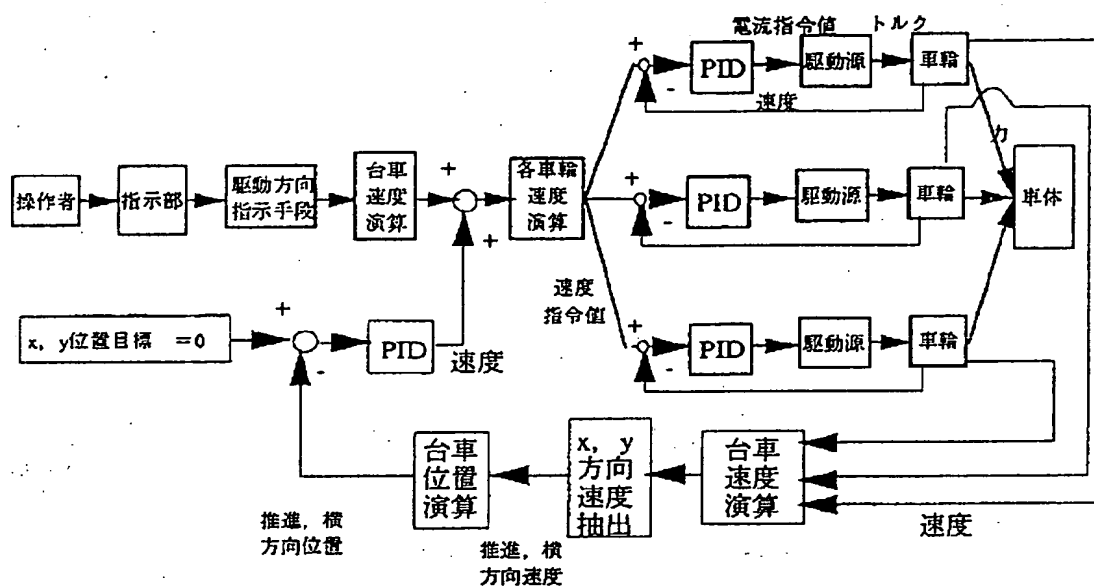 電流指令値
トルク
+
PID
駆動源
車輪
-
速度
力
操作者
指示部
駆動方向
指示手段
台車
速度
演算
+
+
各車輪
速度
演算
+
PID
駆動源
車輪
-
車体
速度
指令値
x, y位置目標 =0
+
-
PID
速度
+
PID
駆動源
車輪
-
台車
位置
演算
x, y
方向
速度
抽出
台車
速度
演算
速度
推進, 横
方向位置
推進, 横
方向速度